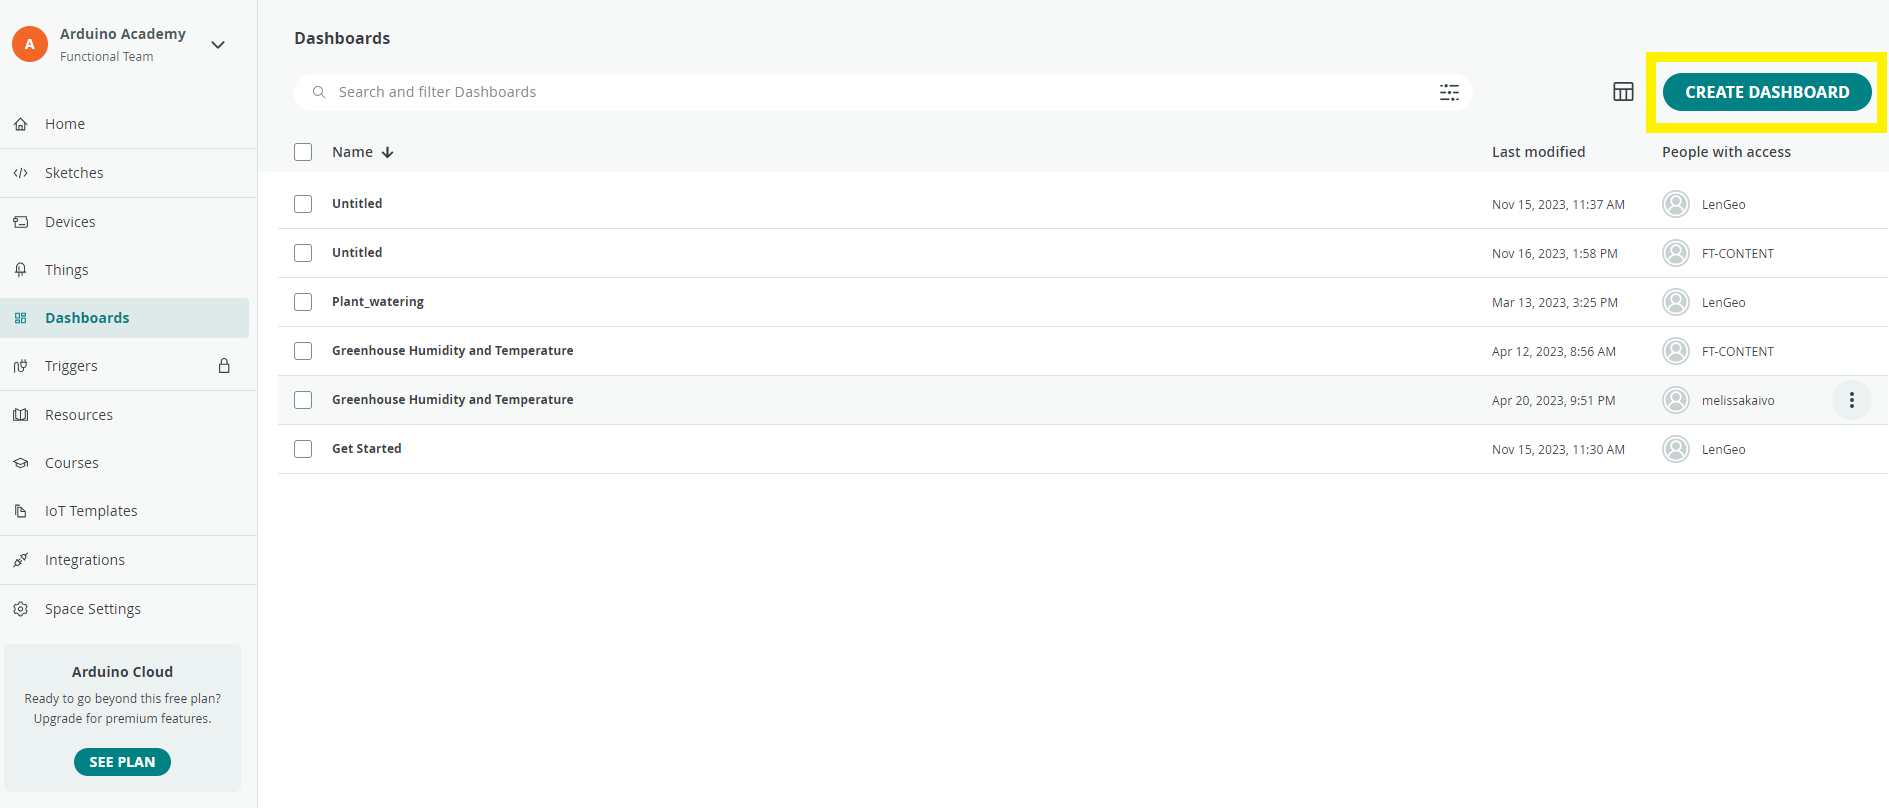 A
Arduino Academy
Functional Team
Home
Sketches
Devices
Things
Dashboards
Triggers
Resources
Courses
IoT Templates
Integrations
Space Settings
Arduino Cloud
Ready to go beyond this free plan?
Upgrade for premium features.
SEE PLAN
Dashboards
Search and filter Dashboards
CREATE DASHBOARD
Name Last modified People with access
Untitled Nov 15, 2023, 11:37 AM LenGeo
Untitled Nov 16, 2023, 1:58 PM FT-CONTENT
Plant_watering Mar 13, 2023, 3:25 PM LenGeo
Greenhouse Humidity and Temperature Apr 12, 2023, 8:56 AM FT-CONTENT
Greenhouse Humidity and Temperature Apr 20, 2023, 9:51 PM melissakaivo
Get Started Nov 15, 2023, 11:30 AM LenGeo